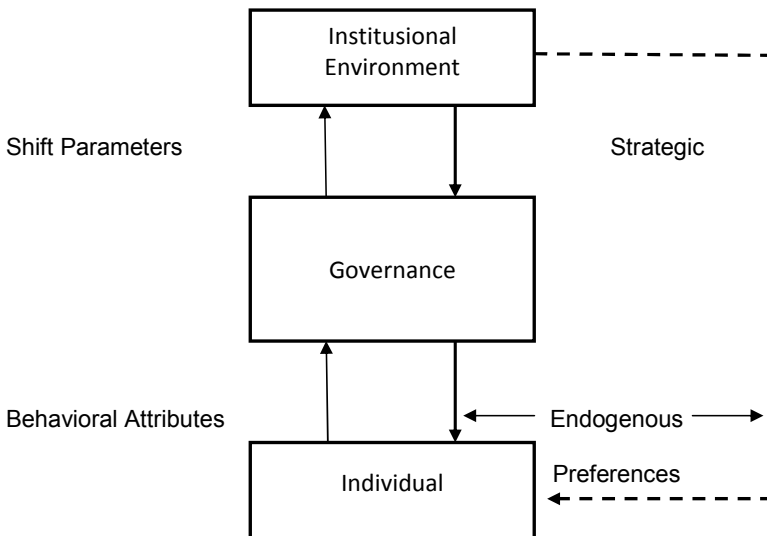 Institusional
Environment
Shift Parameters
Strategic
Governance
Behavioral Attributes
Endogenous
Preferences
Individual